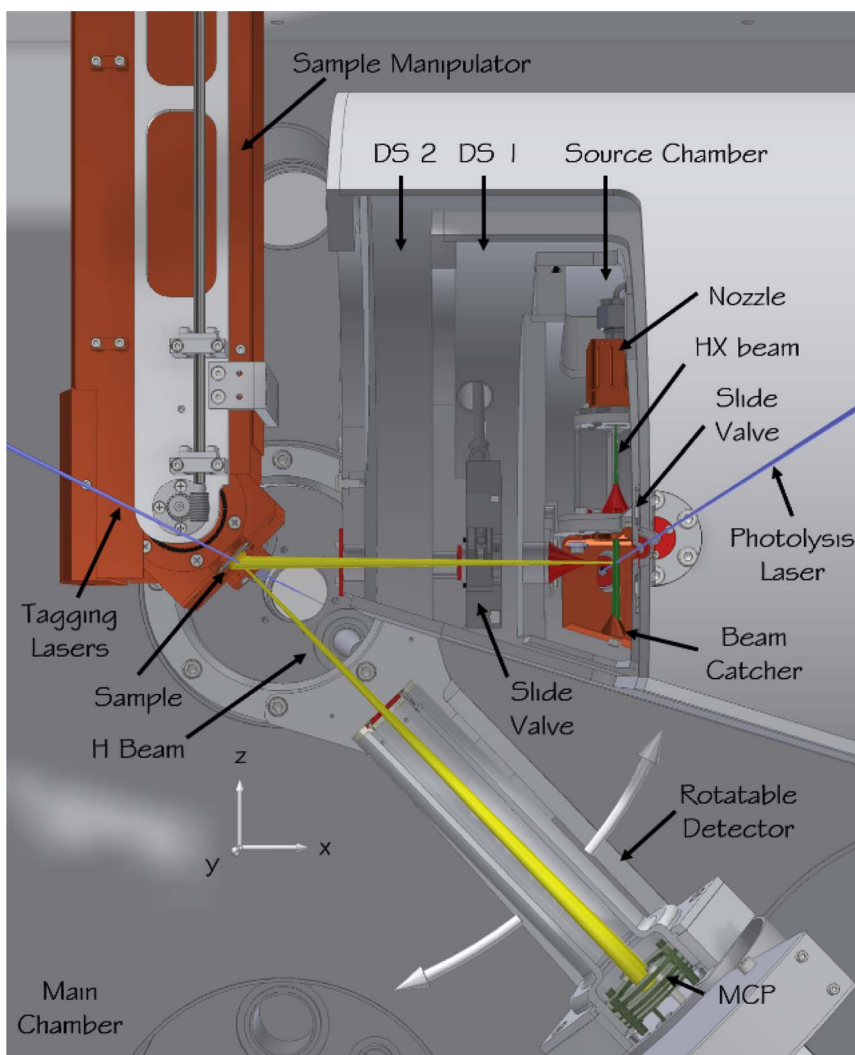 Sample Manipulator
DS 2
DS 1
Source Chamber
Nozzle
HX beam
Slide
Valve
Photolysis
Laser
Tagging
Lasers
Sample
H Beam
Slide
Valve
Beam
Catcher
z
y
x
Rotatable
Detector
Main
Chamber
MCP